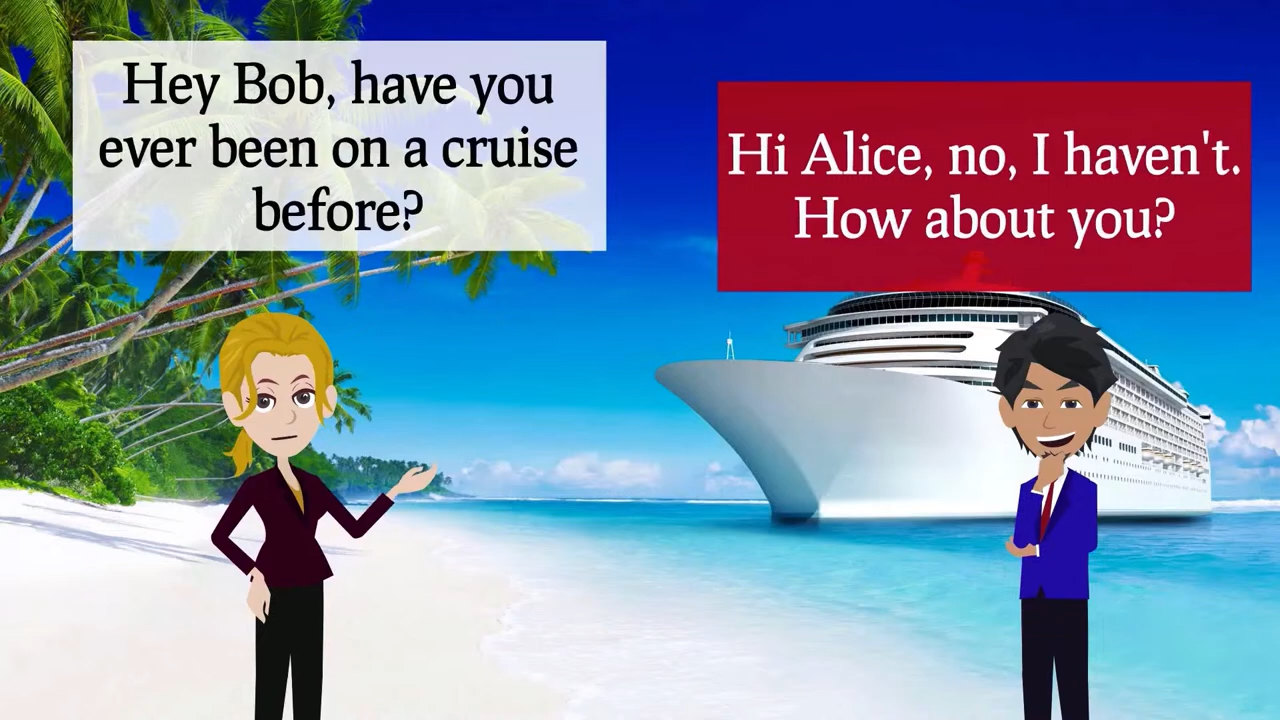 Hey Bob, have you
ever been on a cruise
before?
Hi Alice, no, I haven't.
How about you?